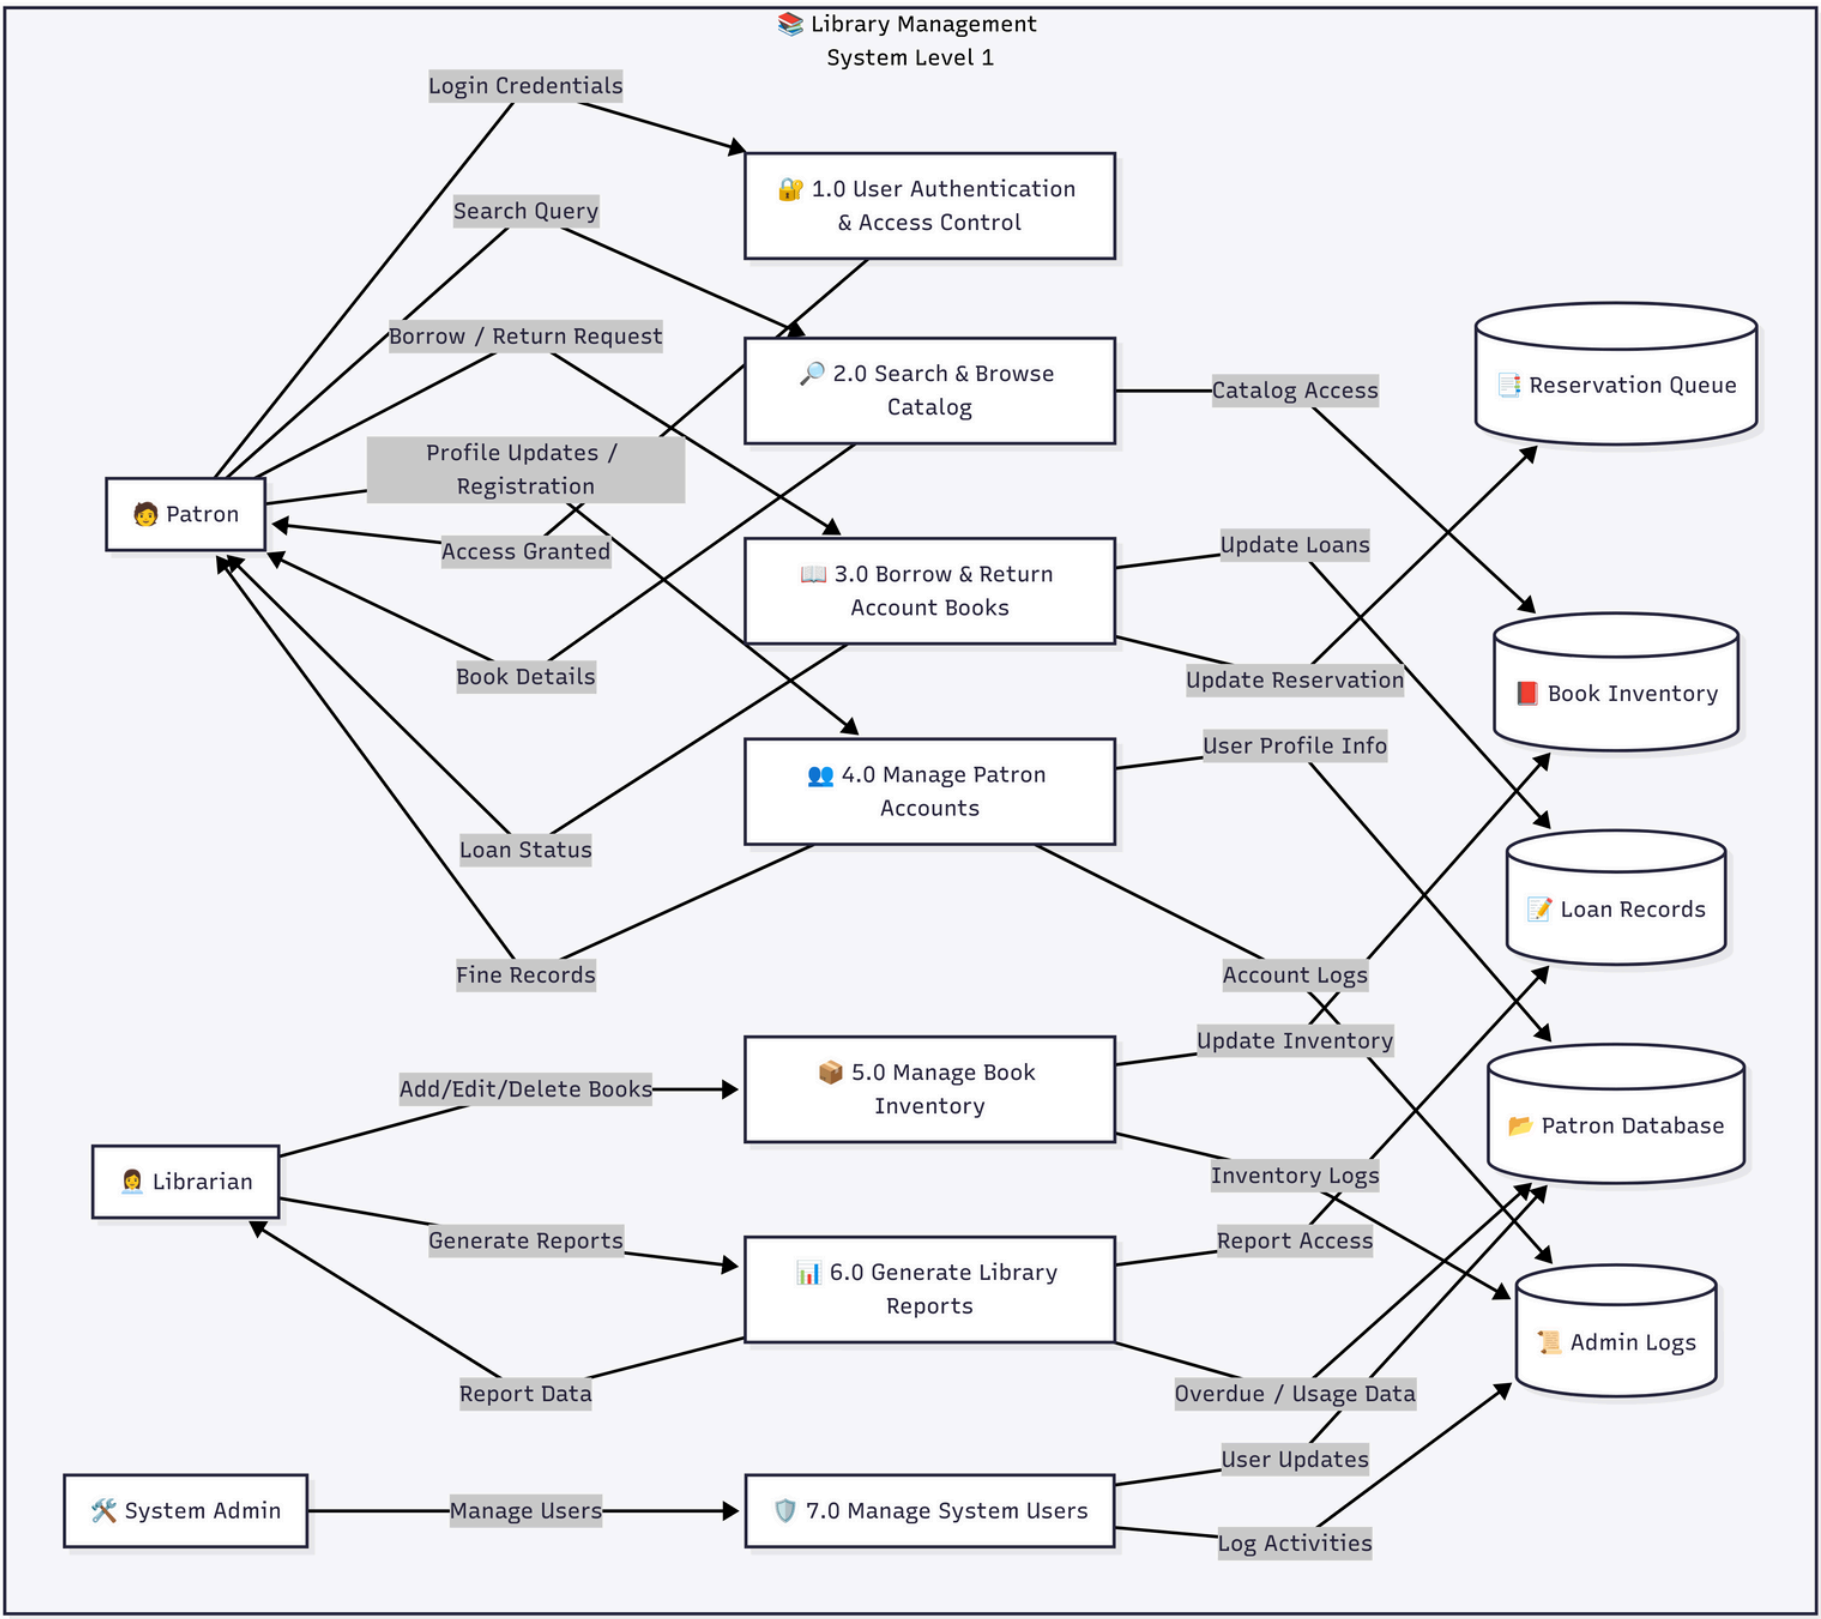 📚 Library Management
System Level 1
Login Credentials
🔐 1.0 User Authentication
& Access Control
Search Query
Borrow / Return Request
🔎 2.0 Search & Browse
Catalog
Catalog Access
📑 Reservation Queue
Profile Updates /
Registration
🧑 Patron
Access Granted
Update Loans
📖 3.0 Borrow & Return
Account Books
Book Details
Update Reservation
📕 Book Inventory
User Profile Info
👥 4.0 Manage Patron
Accounts
Loan Status
📝 Loan Records
Fine Records
Account Logs
Update Inventory
📦 5.0 Manage Book
Inventory
Add/Edit/Delete Books
📂 Patron Database
👩‍💼 Librarian
Inventory Logs
Generate Reports
Report Access
📊 6.0 Generate Library
Reports
📜 Admin Logs
Report Data
Overdue / Usage Data
User Updates
🛠️ System Admin
Manage Users
🛡️ 7.0 Manage System Users
Log Activities